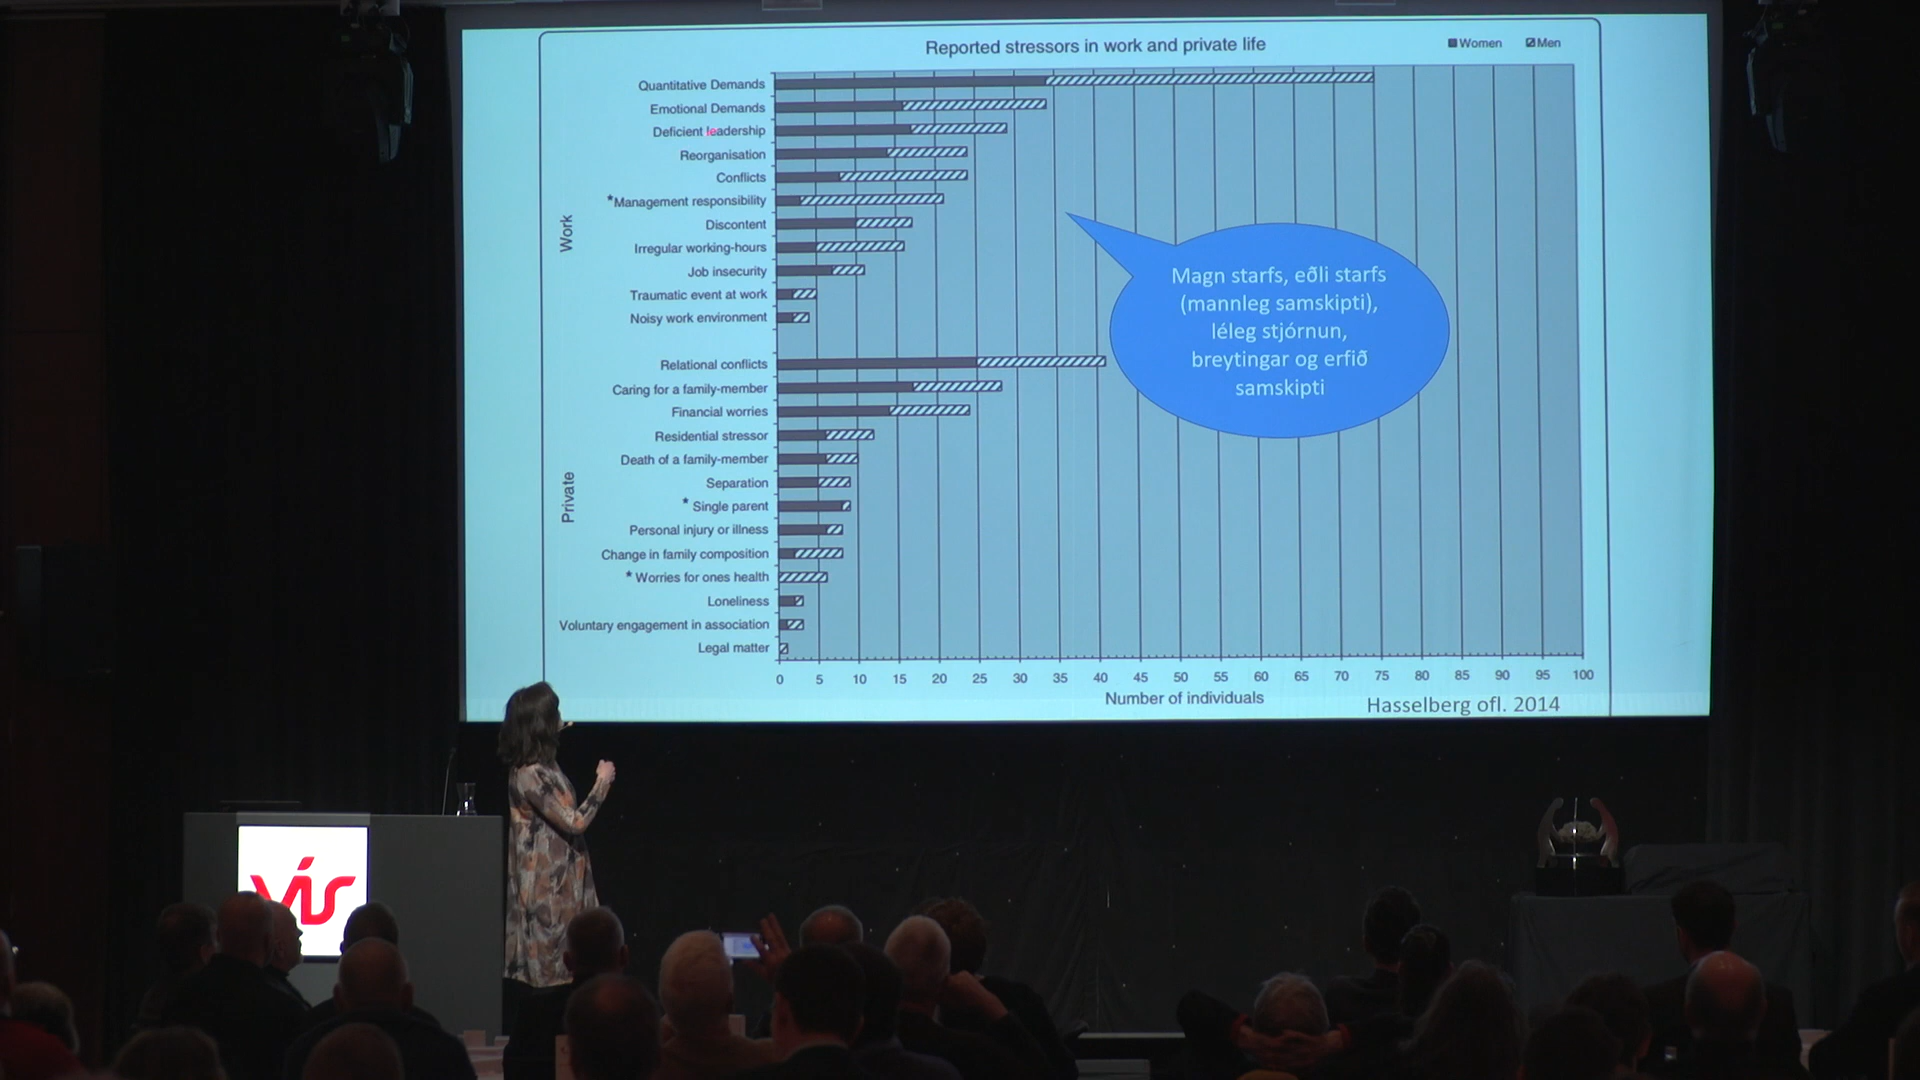 Reported stressors in work and private life
Women
Men
Quantitative Demands
Emotional Demands
Deficient leadership
Reorganisation
Conflicts
*Management responsibility
Discontent
Irregular working-hours
Job insecurity
Traumatic event at work
Noisy work environment
Work
Relational conflicts
Caring for a family-member
Financial worries
Residential stressor
Death of a family-member
Separation
* Single parent
Personal injury or illness
Change in family composition
* Worries for ones health
Loneliness
Voluntary engagement in association
Legal matter
Private
0 5 10 15 20 25 30 35 40 45 50 55 60 65 70 75 80 85 90 95 100
Number of individuals
Magn starfs, eðli starfs
(mannleg samskipti),
léleg stjórnun,
breytingar og erfið
samskipti
Hasselberg ofl. 2014
vís